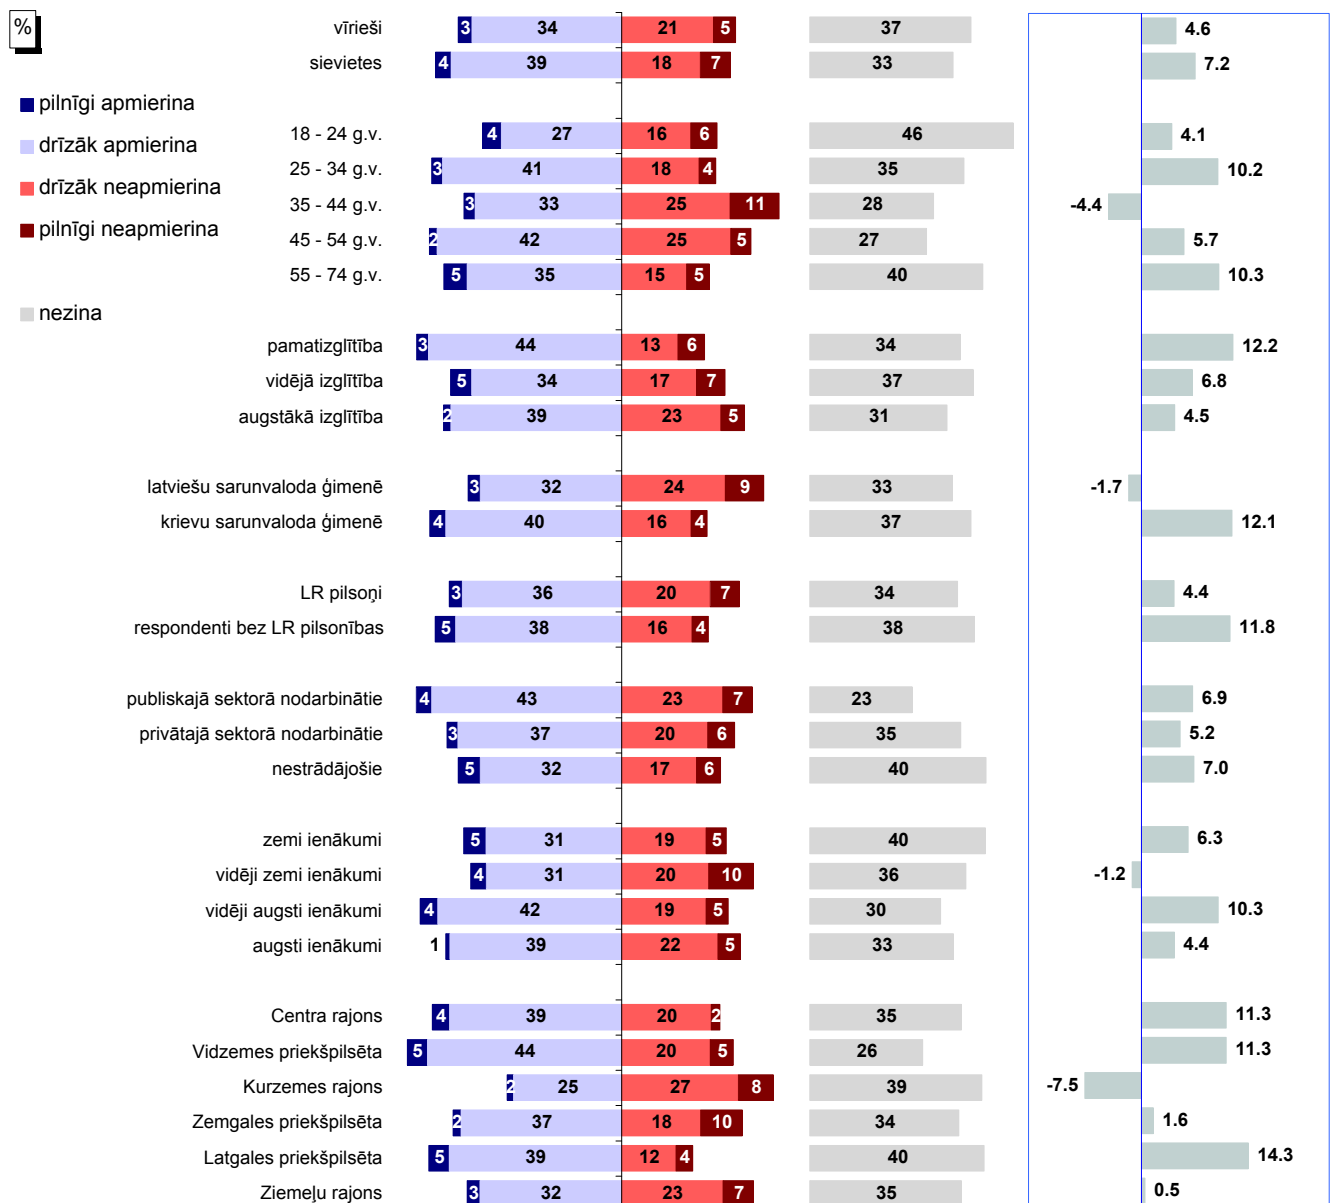 %
vīrieši 3 34 21 5 37 4.6
sievietes 4 39 18 7 33 7.2
pilnīgi apmierina
18 - 24 g.v. 4 27 16 6 46 4.1
drīzāk apmierina
25 - 34 g.v. 3 41 18 4 35 10.2
drīzāk neapmierina
35 - 44 g.v. 3 33 25 11 28 -4.4
pilnīgi neapmierina
45 - 54 g.v. 2 42 25 5 27 5.7
55 - 74 g.v. 5 35 15 5 40 10.3
nezina
pamatizglītība 3 44 13 6 34 12.2
vidējā izglītība 5 34 17 7 37 6.8
augstākā izglītība 2 39 23 5 31 4.5
latviešu sarunvaloda ģimenē 3 32 24 9 33 -1.7
krievu sarunvaloda ģimenē 4 40 16 4 37 12.1
LR pilsoņi 3 36 20 7 34 4.4
respondenti bez LR pilsonības 5 38 16 4 38 11.8
publiskajā sektorā nodarbinātie 4 43 23 7 23 6.9
privātajā sektorā nodarbinātie 3 37 20 6 35 5.2
nestrādājošie 5 32 17 6 40 7.0
zemi ienākumi 5 31 19 5 40 6.3
vidēji zemi ienākumi 4 31 20 10 36 -1.2
vidēji augsti ienākumi 4 42 19 5 30 10.3
augsti ienākumi 1 39 22 5 33 4.4
Centra rajons 4 39 20 2 35 11.3
Vidzemes priekšpilsēta 5 44 20 5 26 11.3
Kurzemes rajons 2 25 27 8 39 -7.5
Zemgales priekšpilsēta 2 37 18 10 34 1.6
Latgales priekšpilsēta 5 39 12 4 40 14.3
Ziemeļu rajons 3 32 23 7 35 0.5